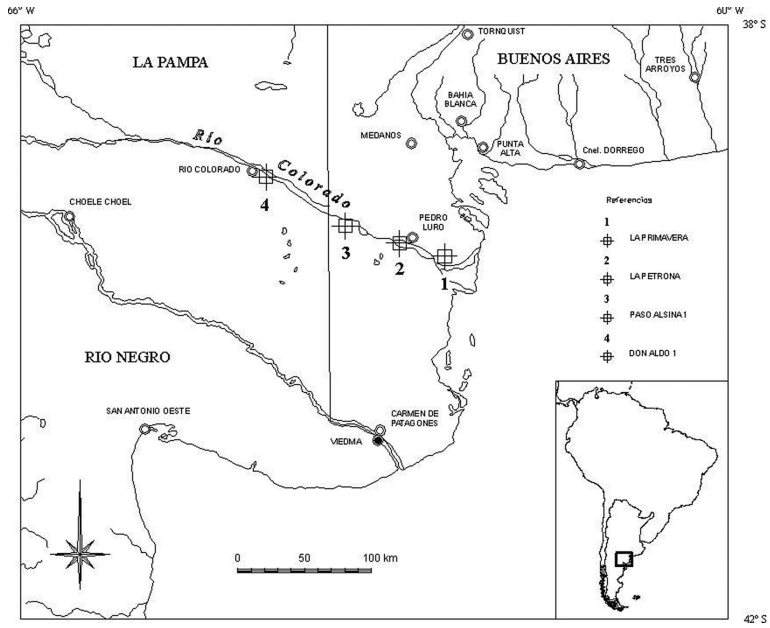 66° W
60° W
38° S
TORNQUIST
LA PAMPA
BUENOS AIRES
TRES
ARROYOS
BAHIA
BLANCA
MEDANOS
PUNTA
ALTA
Cnel. DORREGO
Río
Colorado
RIO COLORADO
4
CHOELE CHOEL
PEDRO
LURO
3
2
1
Referencias
1
LA PRIMAVERA
2
LA PETRONA
3
PASO ALSINA 1
4
DON ALDO 1
RIO NEGRO
SAN ANTONIO OESTE
CARMEN DE
PATAGONES
VIEDMA
0 50 100 km
42° S